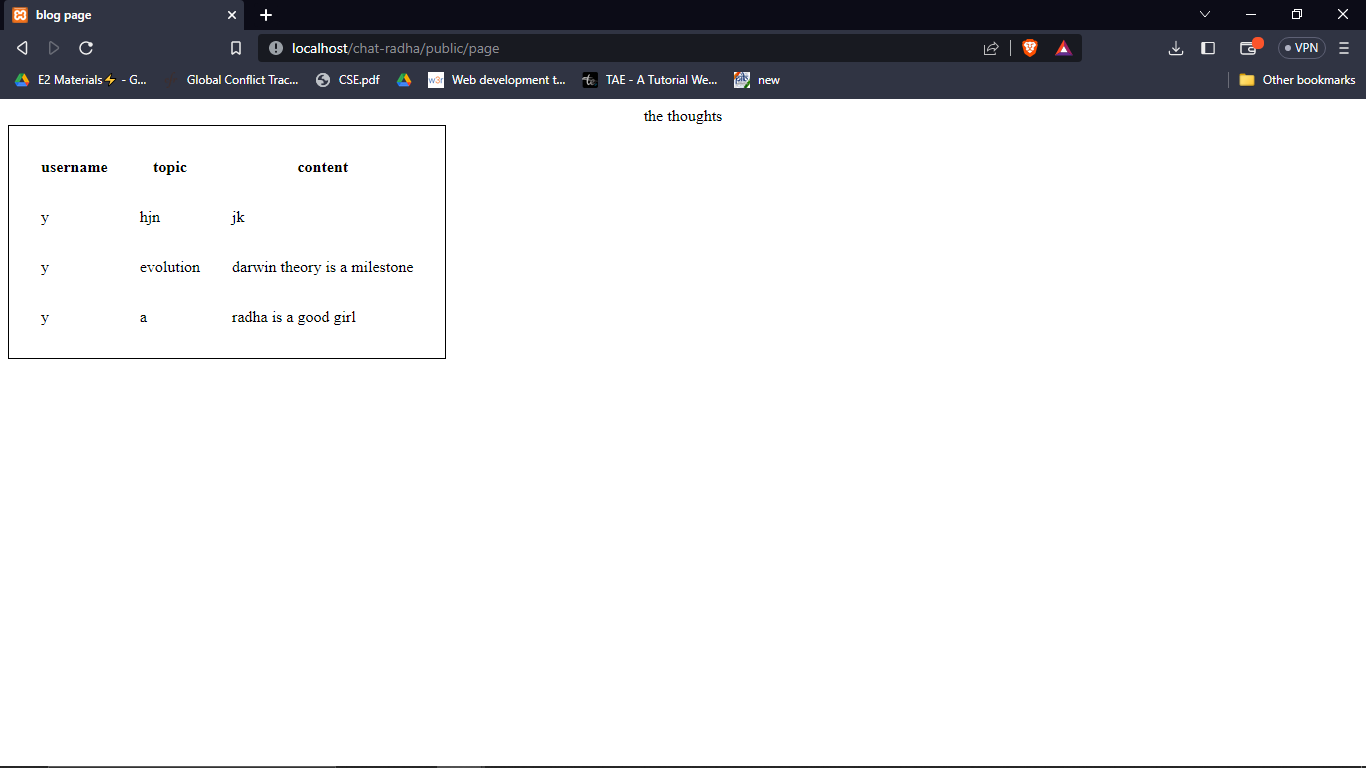 blog page
localhost/chat-radha/public/page
VPN
E2 Materials⚡ - G... Global Conflict Trac... CSE.pdf w3r Web development t... te TAE - A Tutorial We... new Other bookmarks
the thoughts
username topic content
y hjn jk
y evolution darwin theory is a milestone
y a radha is a good girl